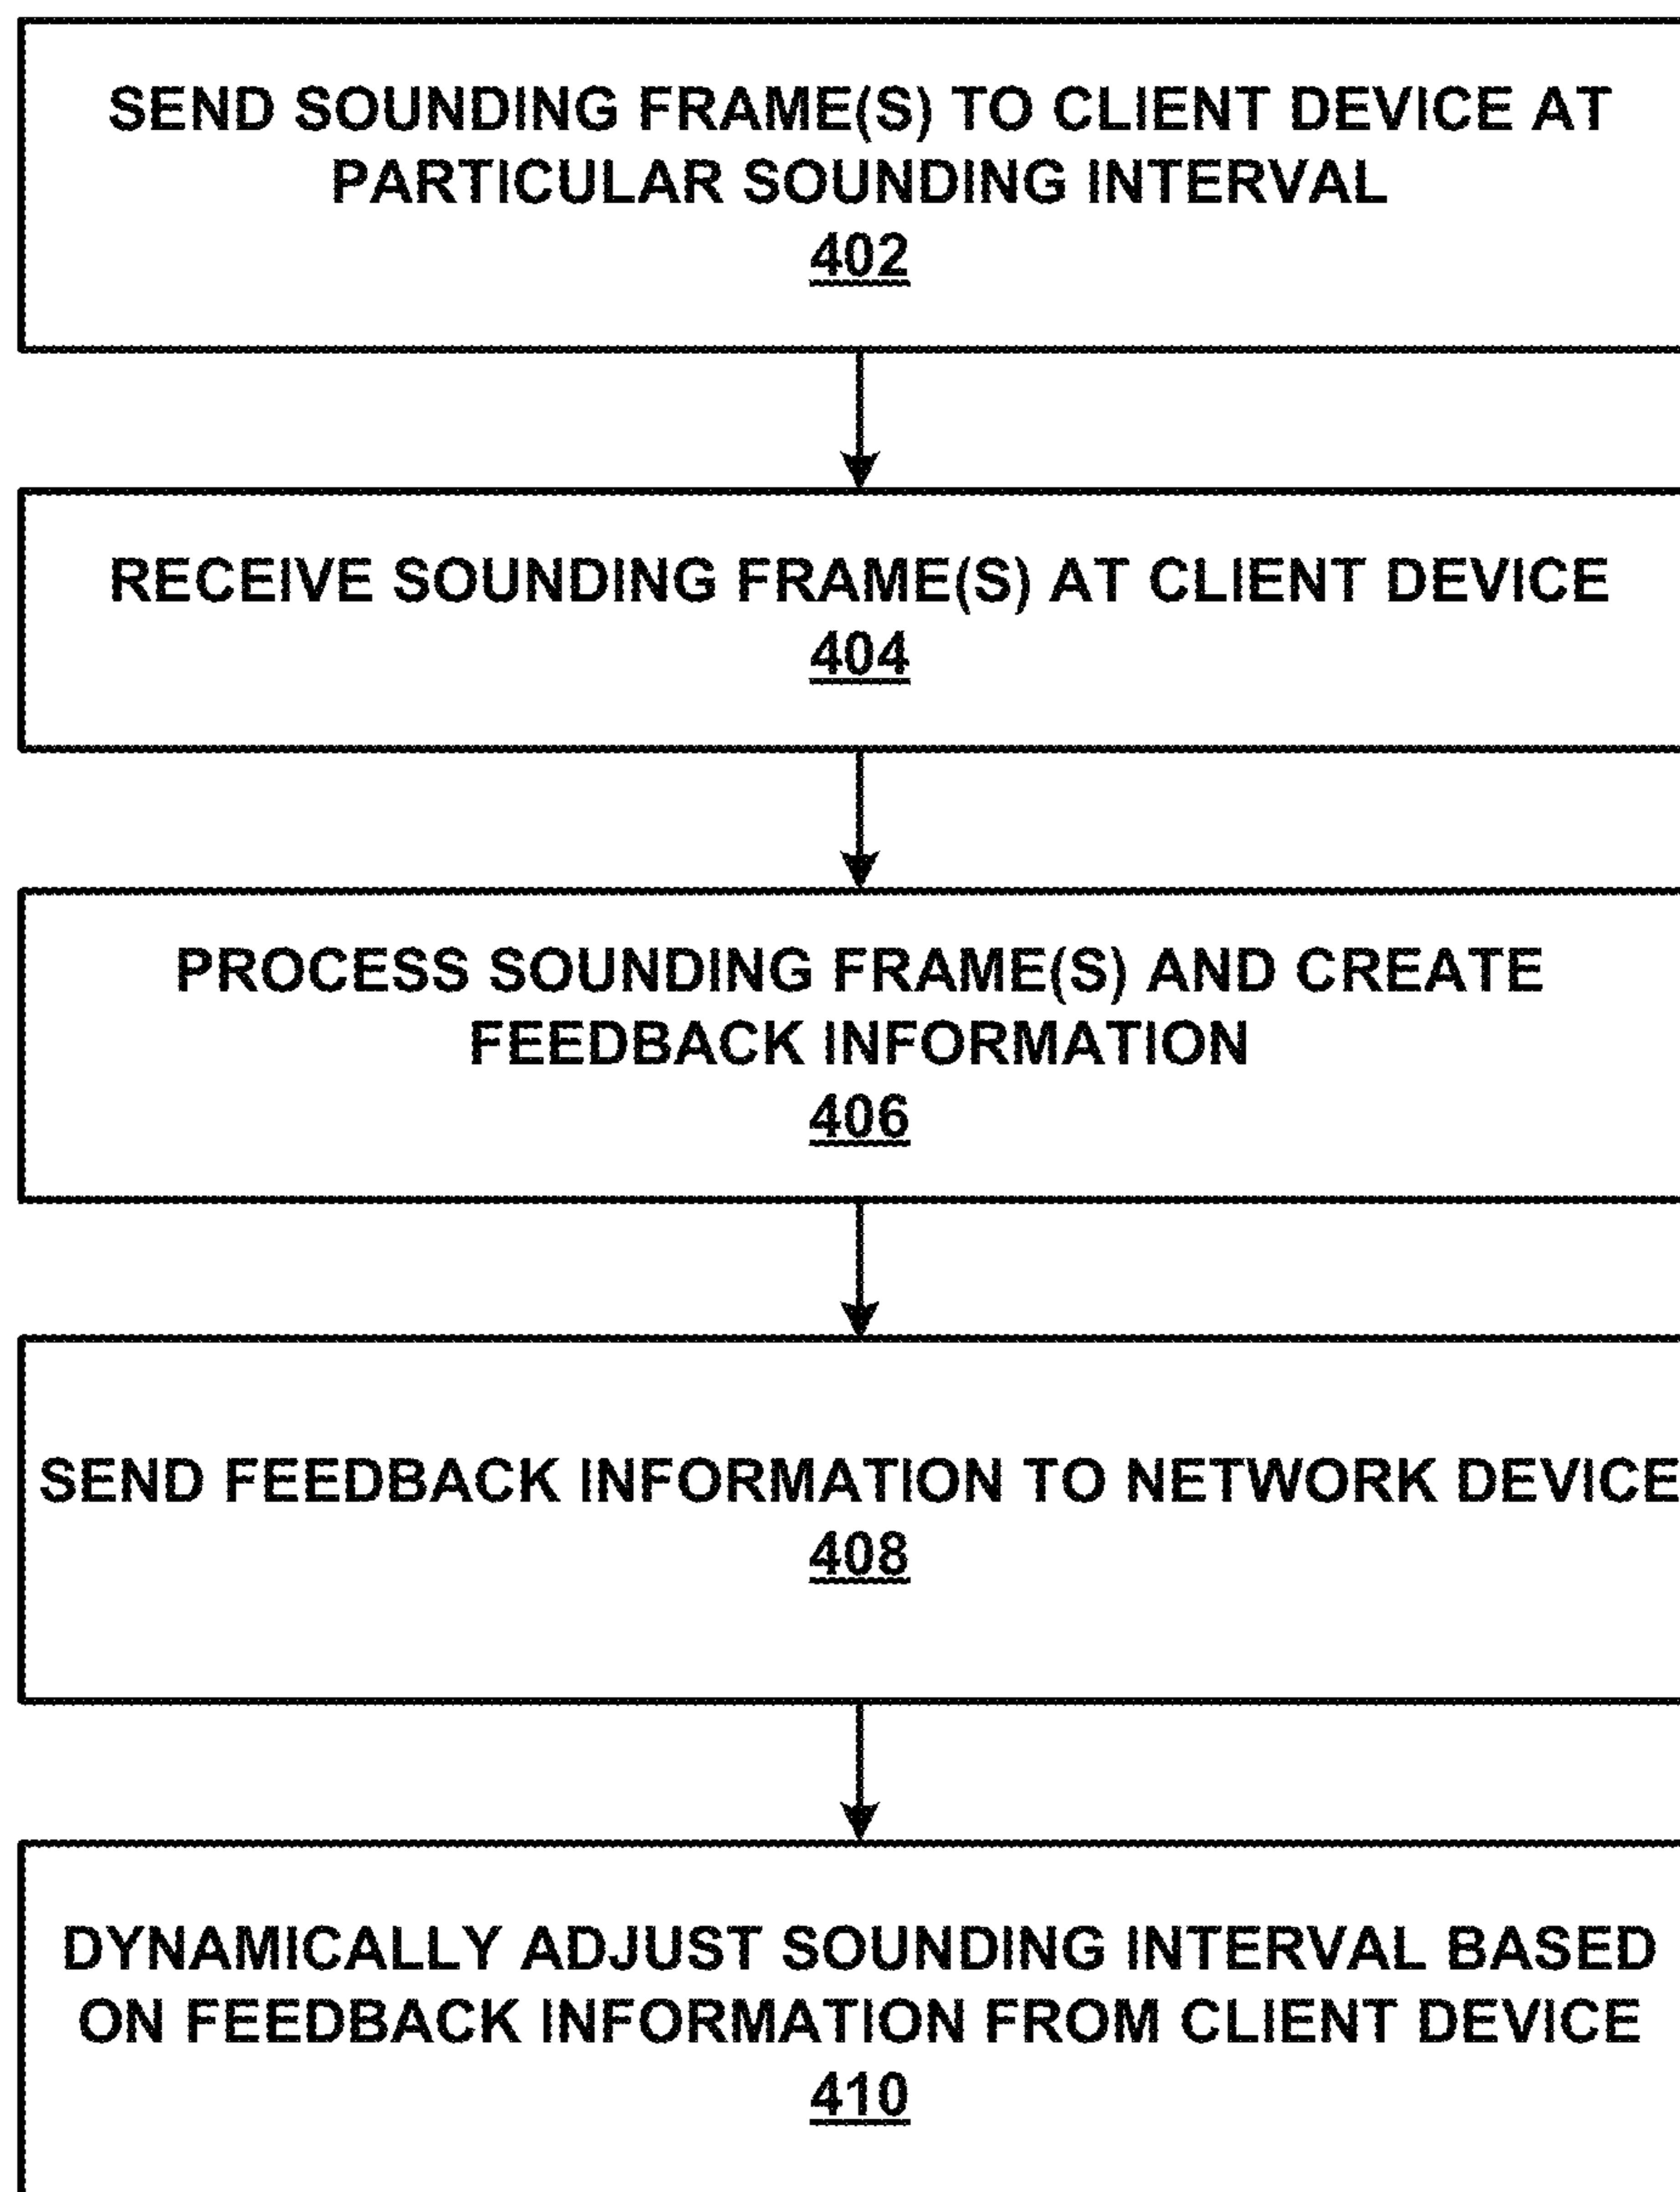 SEND SOUNDING FRAME(S) TO CLIENT DEVICE AT
PARTICULAR SOUNDING INTERVAL
402
RECEIVE SOUNDING FRAME(S) AT CLIENT DEVICE
404
PROCESS SOUNDING FRAME(S) AND CREATE
FEEDBACK INFORMATION
406
SEND FEEDBACK INFORMATION TO NETWORK DEVICE
408
DYNAMICALLY ADJUST SOUNDING INTERVAL BASED
ON FEEDBACK INFORMATION FROM CLIENT DEVICE
410